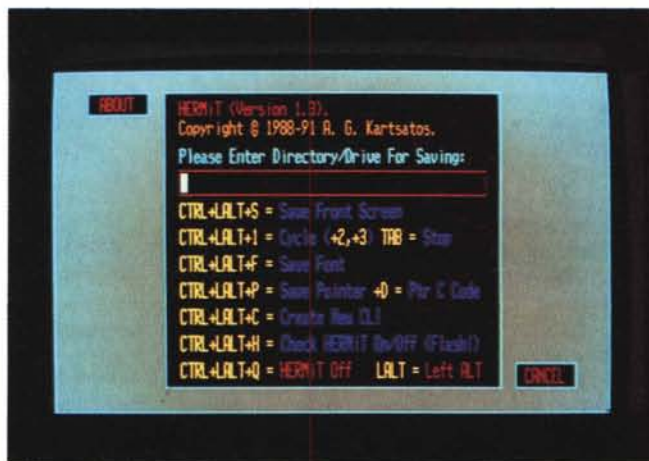 ABOUT
HERMiT (Version 1.3).
Copyright © 1988-91 A. G. Kartsatos.
Please Enter Directory/Drive For Saving:
CTRL+LALT+S = Save Front Screen
CTRL+LALT+1 = Cycle (+2,+3) TAB = Stop
CTRL+LALT+F = Save Font
CTRL+LALT+P = Save Pointer +D = Ptr C Code
CTRL+LALT+C = Create New CLI
CTRL+LALT+H = Check HERMiT On/Off (Flash!)
CTRL+LALT+Q = HERMiT Off LALT = Left ALT
CANCEL